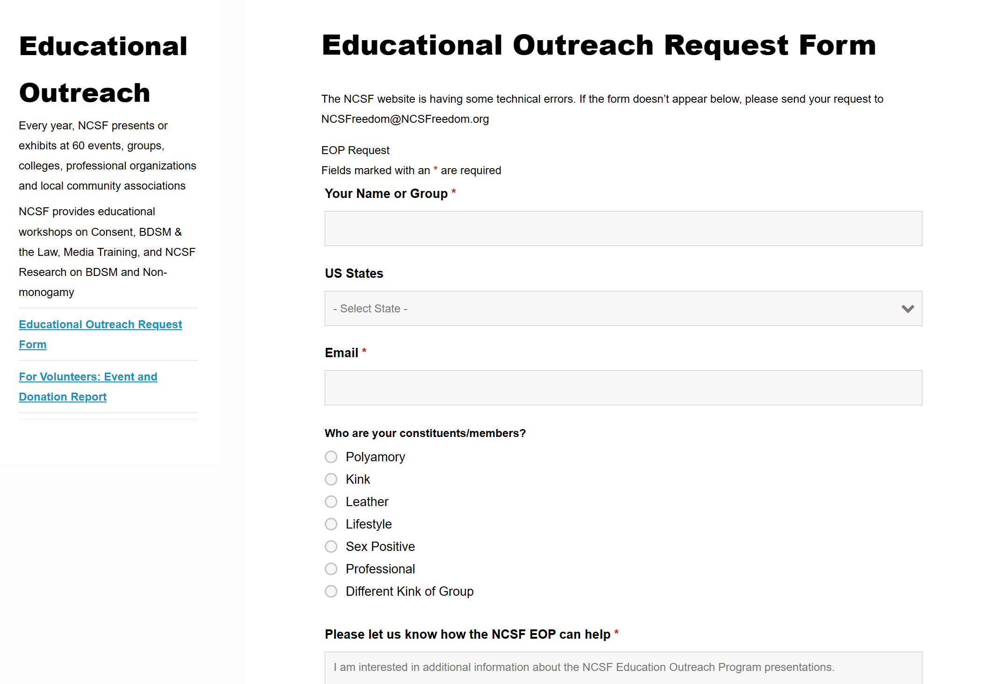 Educational
Outreach
Every year, NCSF presents or
exhibits at 60 events, groups,
colleges, professional organizations
and local community associations
NCSF provides educational
workshops on Consent, BDSM &
the Law, Media Training, and NCSF
Research on BDSM and Non-
monogamy
Educational Outreach Request
Form
For Volunteers: Event and
Donation Report
Educational Outreach Request Form
The NCSF website is having some technical errors. If the form doesn’t appear below, please send your request to
NCSFreedom@NCSFreedom.org
EOP Request
Fields marked with an * are required
Your Name or Group *
US States
- Select State -
Email *
Who are your constituents/members?
Polyamory
Kink
Leather
Lifestyle
Sex Positive
Professional
Different Kink of Group
Please let us know how the NCSF EOP can help *
I am interested in additional information about the NCSF Education Outreach Program presentations.